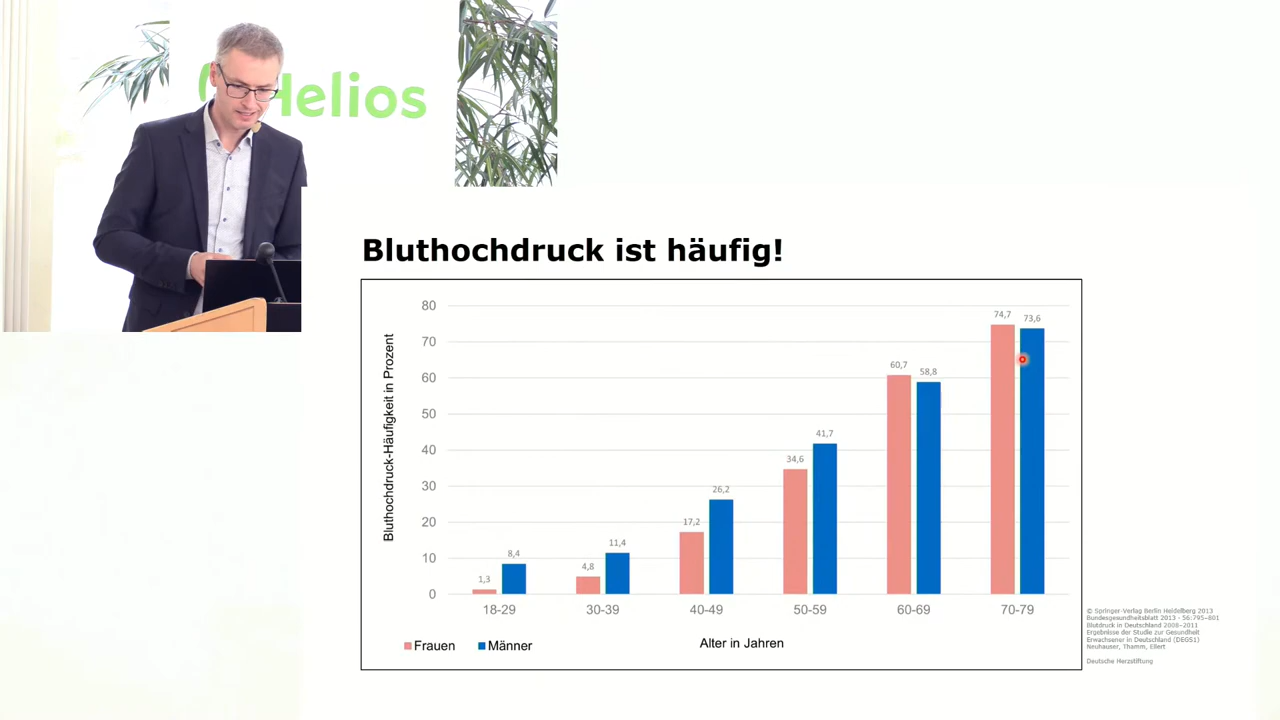 Helios
Bluthochdruck ist häufig!
Bluthochdruck-Häufigkeit in Prozent
80
70
60
50
40
30
20
10
0
1,3
8,4
4,8
11,4
17,2
26,2
34,6
41,7
60,7
58,8
74,7
73,6
18-29
30-39
40-49
50-59
60-69
70-79
Alter in Jahren
Frauen
Männer
© Springer-Verlag Berlin Heidelberg 2013
Bundesgesundheitsblatt 2013 · 56:795–801
Blutdruck in Deutschland 2008–2011
Ergebnisse der Studie zur Gesundheit
Erwachsener in Deutschland (DEGS1)
Neuhauser, Thamm, Ellert
Deutsche Herzstiftung